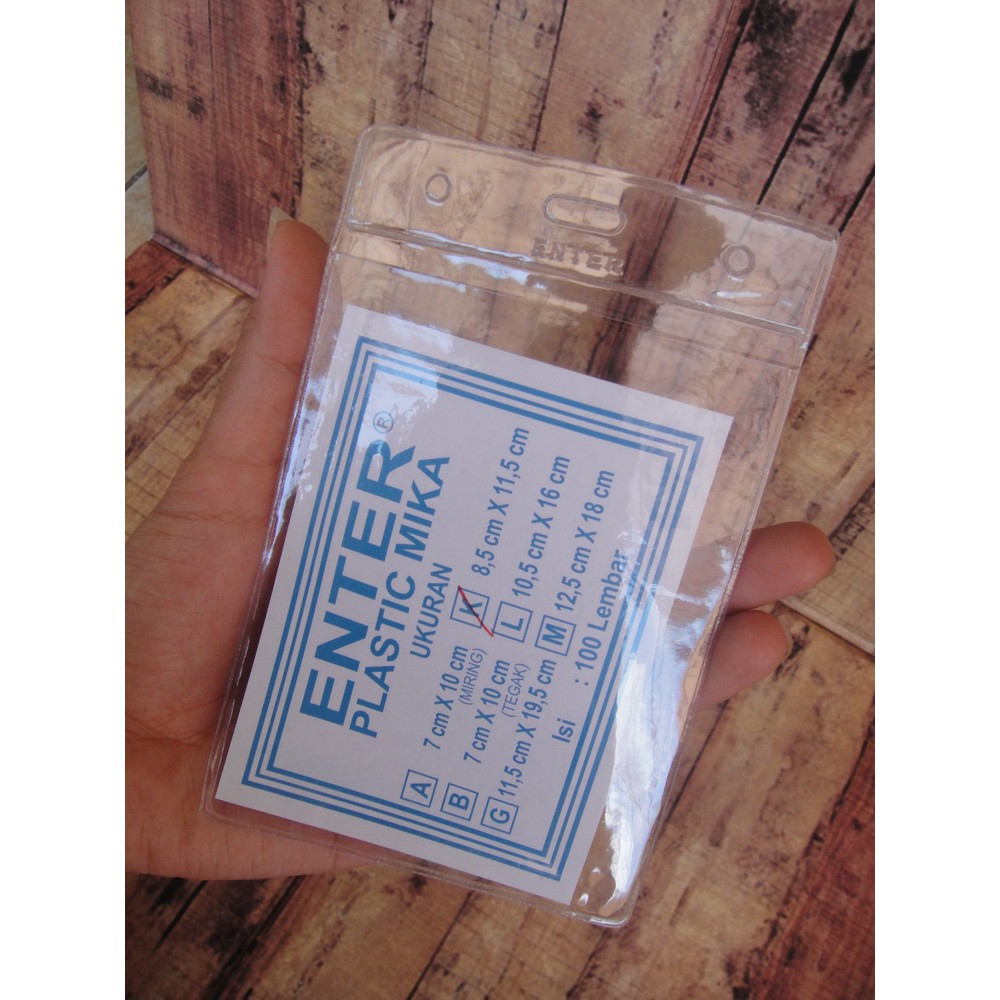 ENTER
ENTER®
PLASTIC MIKA
UKURAN
A 7 cm X 10 cm
(MIRING)
B 7 cm X 10 cm
(TEGAK)
G 11,5 cm X 19,5 cm
K 8,5 cm X 11,5 cm
L 10,5 cm X 16 cm
M 12,5 cm X 18 cm
Isi : 100 Lembar